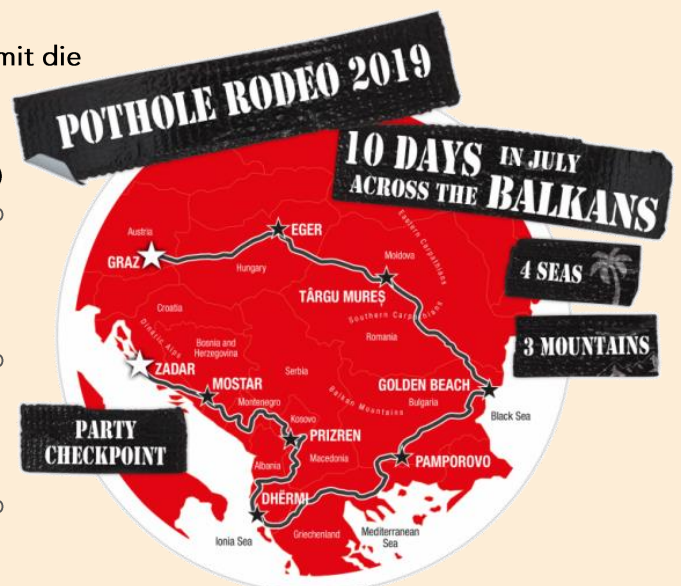 mit die
POTHOLE RODEO 2019
10 DAYS IN JULY
ACROSS THE BALKANS
4 SEAS
3 MOUNTAINS
Austria
GRAZ
EGER
Hungary
Eastern Carpathians
Moldova
TÂRGU MUREȘ
Southern Carpathians
Romania
Croatia
Dinaric Alps
Bosnia and
Herzegovina
Serbia
ZADAR
MOSTAR
Montenegro
Balkan Mountains
GOLDEN BEACH
Bulgaria
Black Sea
Kosovo
PRIZREN
PARTY
CHECKPOINT
Albania
Macedonia
PAMPOROVO
DHËRMI
Ionia Sea
Griechenland
Mediterranean
Sea